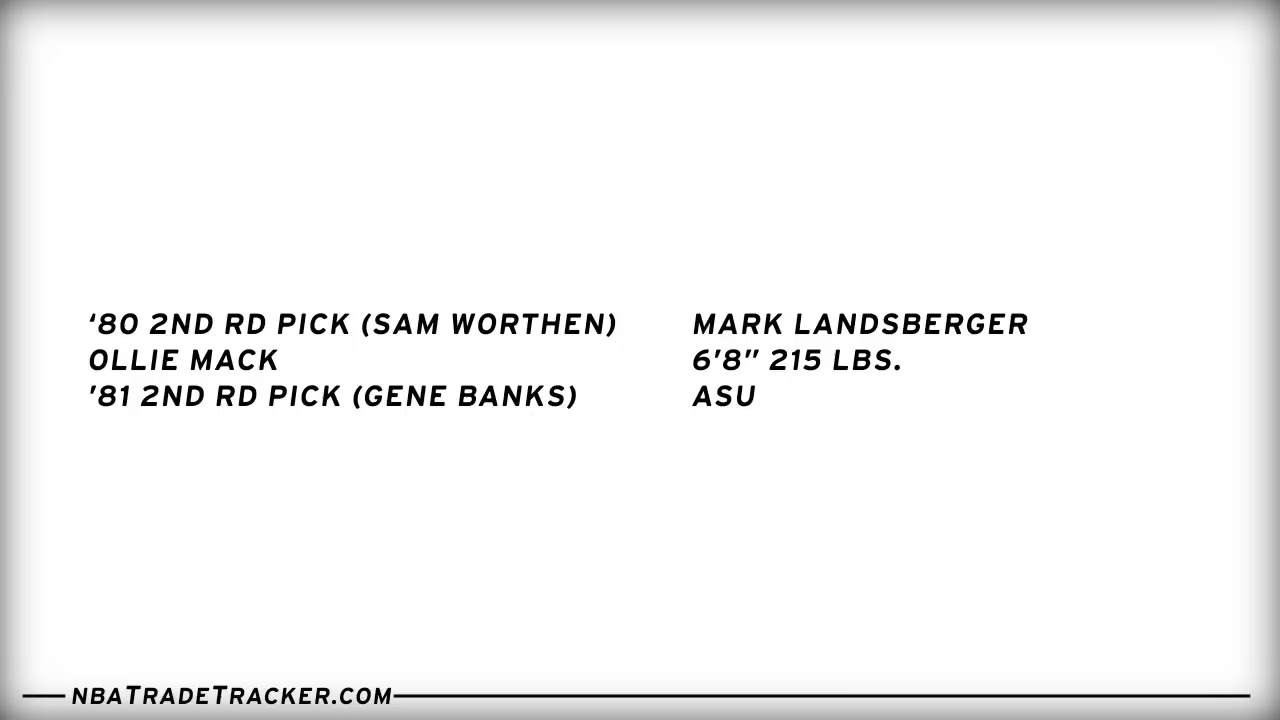 ‘80 2ND RD PICK (SAM WORTHEN)
OLLIE MACK
’81 2ND RD PICK (GENE BANKS)
MARK LANDSBERGER
6’8” 215 LBS.
ASU
NBATRADETRACKER.COM